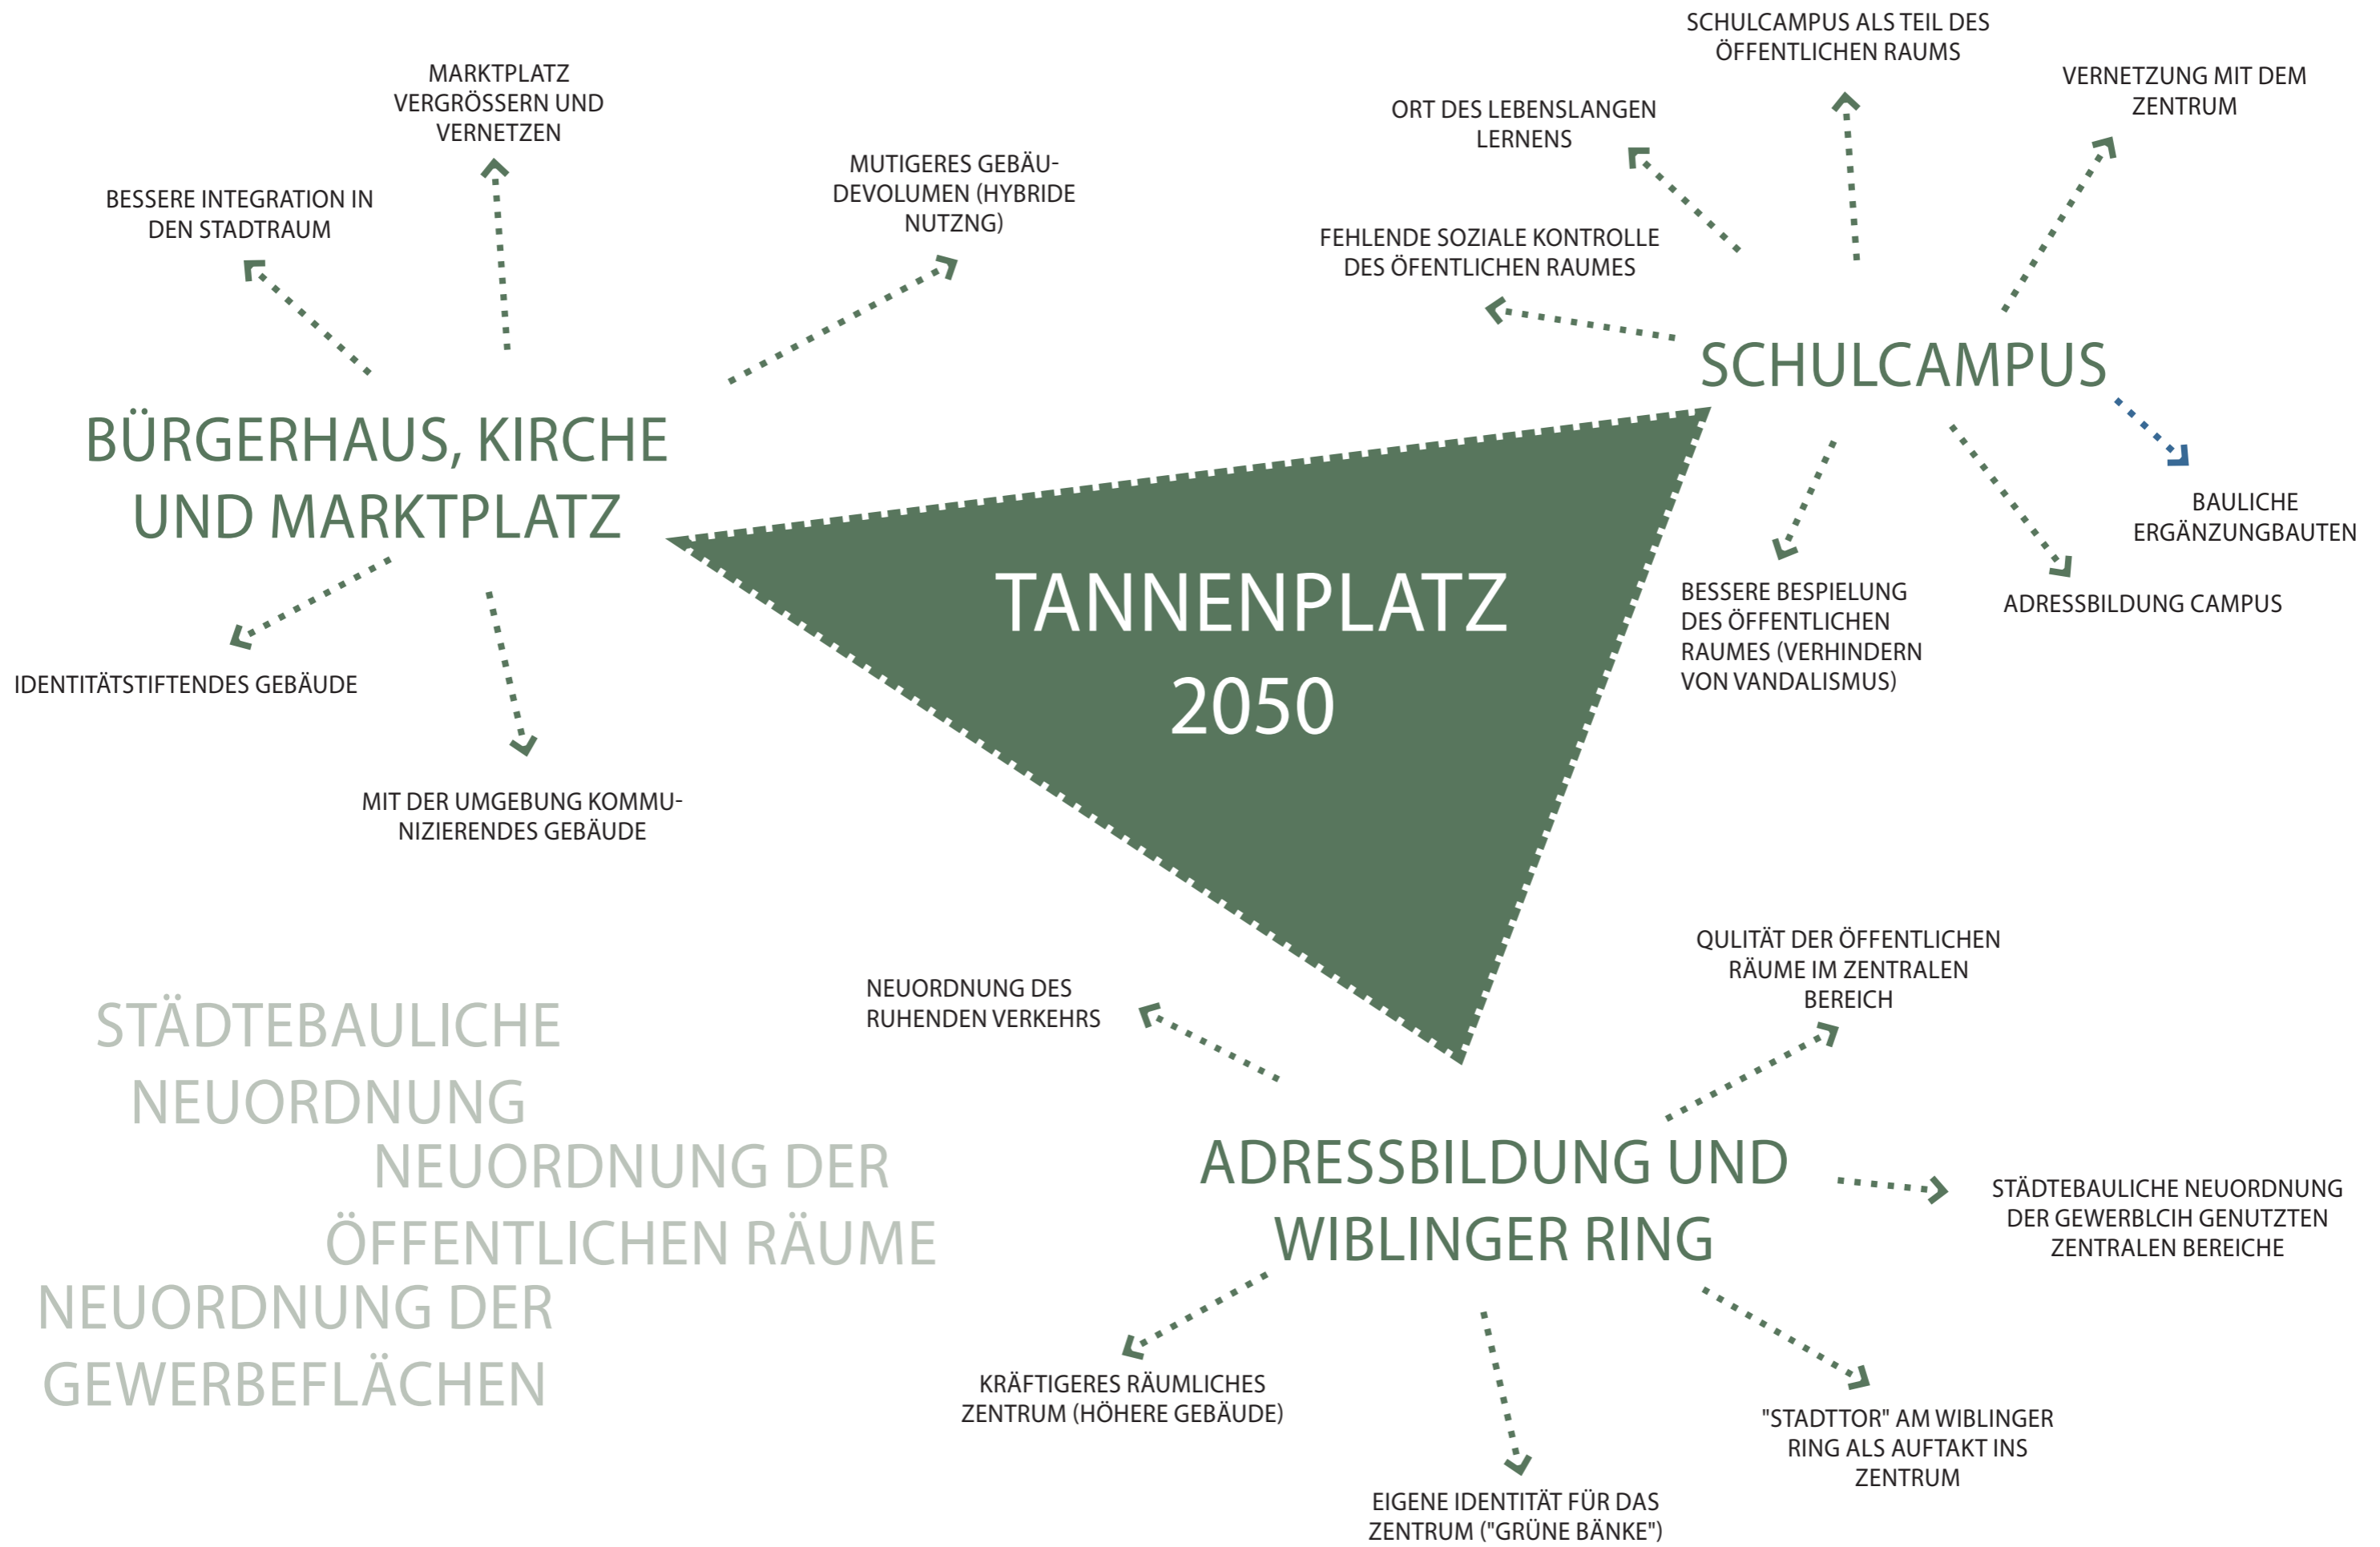 MARKTPLATZ
VERGRÖSSERN UND
VERNETZEN
BESSERE INTEGRATION IN
DEN STADTRAUM
MUTIGERES GEBÄU-
DEVOLUMEN (HYBRIDE
NUTZNG)
BÜRGERHAUS, KIRCHE
UND MARKTPLATZ
IDENTITÄTSTIFTENDES GEBÄUDE
MIT DER UMGEBUNG KOMMU-
NIZIERENDES GEBÄUDE
SCHULCAMPUS ALS TEIL DES
ÖFFENTLICHEN RAUMS
VERNETZUNG MIT DEM
ZENTRUM
ORT DES LEBENSLANGEN
LERNENS
FEHLENDE SOZIALE KONTROLLE
DES ÖFENTLICHEN RAUMES
SCHULCAMPUS
BAULICHE
ERGÄNZUNGBAUTEN
ADRESSBILDUNG CAMPUS
BESSERE BESPIELUNG
DES ÖFFENTLICHEN
RAUMES (VERHINDERN
VON VANDALISMUS)
TANNENPLATZ
2050
NEUORDNUNG DES
RUHENDEN VERKEHRS
QULITÄT DER ÖFFENTLICHEN
RÄUME IM ZENTRALEN
BEREICH
ADRESSBILDUNG UND
WIBLINGER RING
STÄDTEBAULICHE NEUORDNUNG
DER GEWERBLCIH GENUTZTEN
ZENTRALEN BEREICHE
KRÄFTIGERES RÄUMLICHES
ZENTRUM (HÖHERE GEBÄUDE)
"STADTTOR" AM WIBLINGER
RING ALS AUFTAKT INS
ZENTRUM
EIGENE IDENTITÄT FÜR DAS
ZENTRUM ("GRÜNE BÄNKE")
STÄDTEBAULICHE
NEUORDNUNG
NEUORDNUNG DER
ÖFFENTLICHEN RÄUME
NEUORDNUNG DER
GEWERBEFLÄCHEN